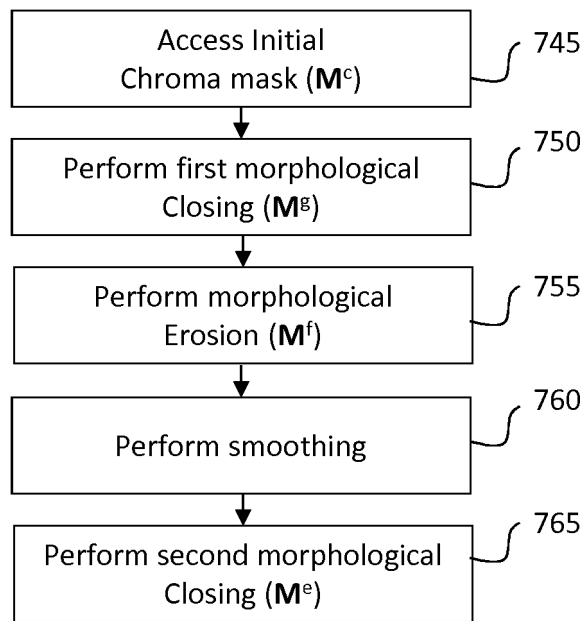 Access Initial
Chroma mask (Mᶜ)
745
Perform first morphological
Closing (Mᵍ)
750
Perform morphological
Erosion (Mᶠ)
755
Perform smoothing
760
Perform second morphological
Closing (Mᵉ)
765